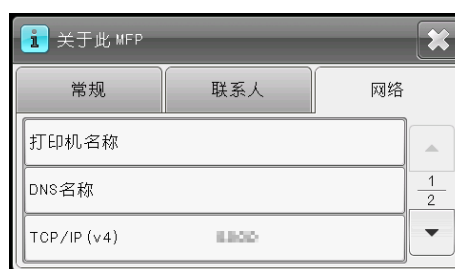 关于此 MFP
常规 联系人 网络
打印机名称
DNS名称
1
2
TCP/IP (v4)